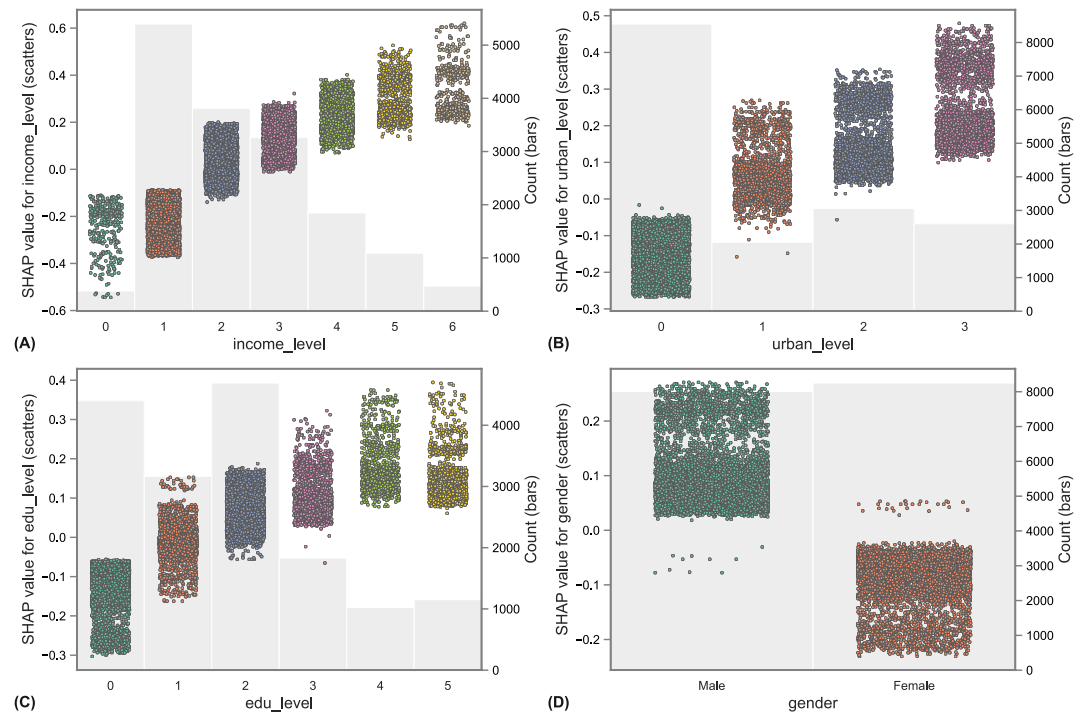 SHAP value for income_level (scatters)
0.6
0.4
0.2
0.0
−0.2
−0.4
−0.6
5000
4000
3000
2000
1000
0
Count (bars)
0 1 2 3 4 5 6
(A)
income_level
SHAP value for urban_level (scatters)
0.5
0.4
0.3
0.2
0.1
0.0
−0.1
−0.2
−0.3
8000
7000
6000
5000
4000
3000
2000
1000
0
Count (bars)
0 1 2 3
(B)
urban_level
SHAP value for edu_level (scatters)
0.4
0.3
0.2
0.1
0.0
−0.1
−0.2
−0.3
4000
3000
2000
1000
0
Count (bars)
0 1 2 3 4 5
(C)
edu_level
SHAP value for gender (scatters)
0.2
0.1
0.0
−0.1
−0.2
8000
7000
6000
5000
4000
3000
2000
1000
0
Count (bars)
Male Female
(D)
gender